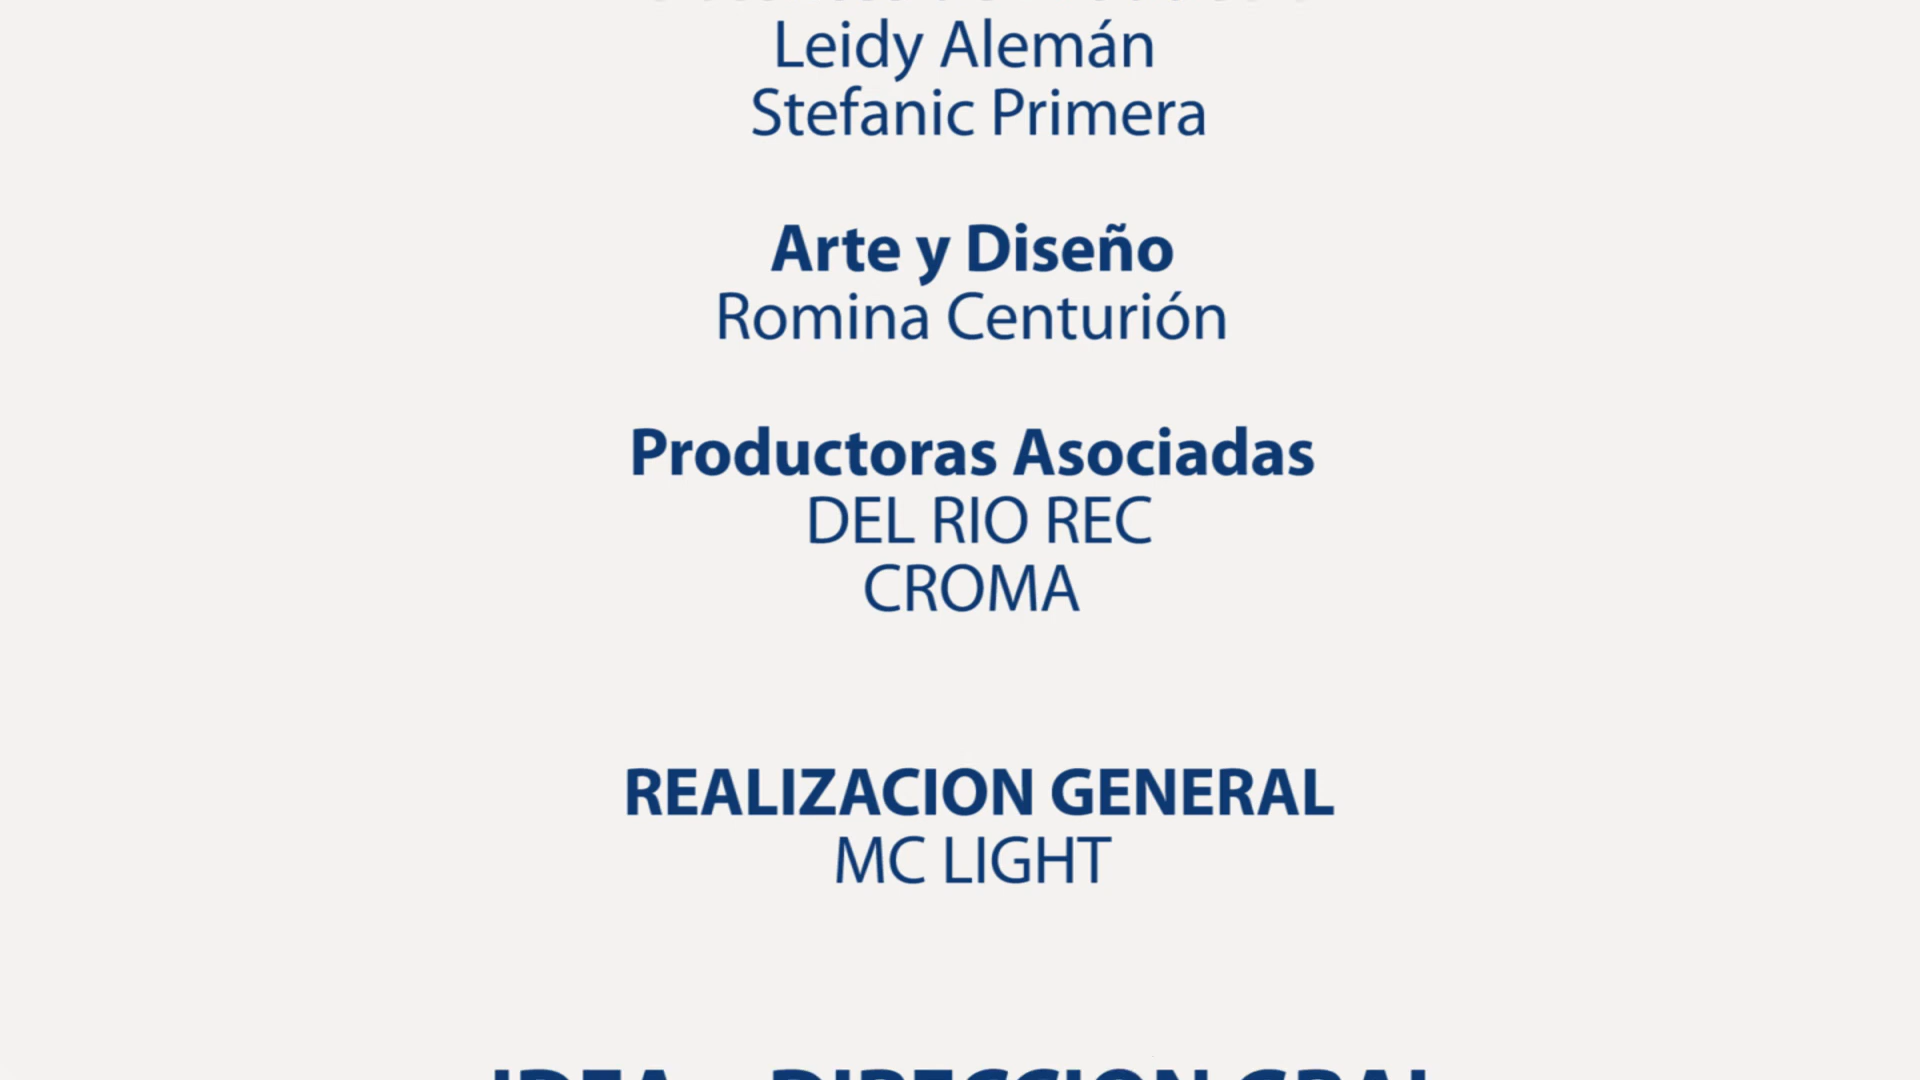 Leidy Alemán
Stefanic Primera
Arte y Diseño
Romina Centurión
Productoras Asociadas
DEL RIO REC
CROMA
REALIZACION GENERAL
MC LIGHT